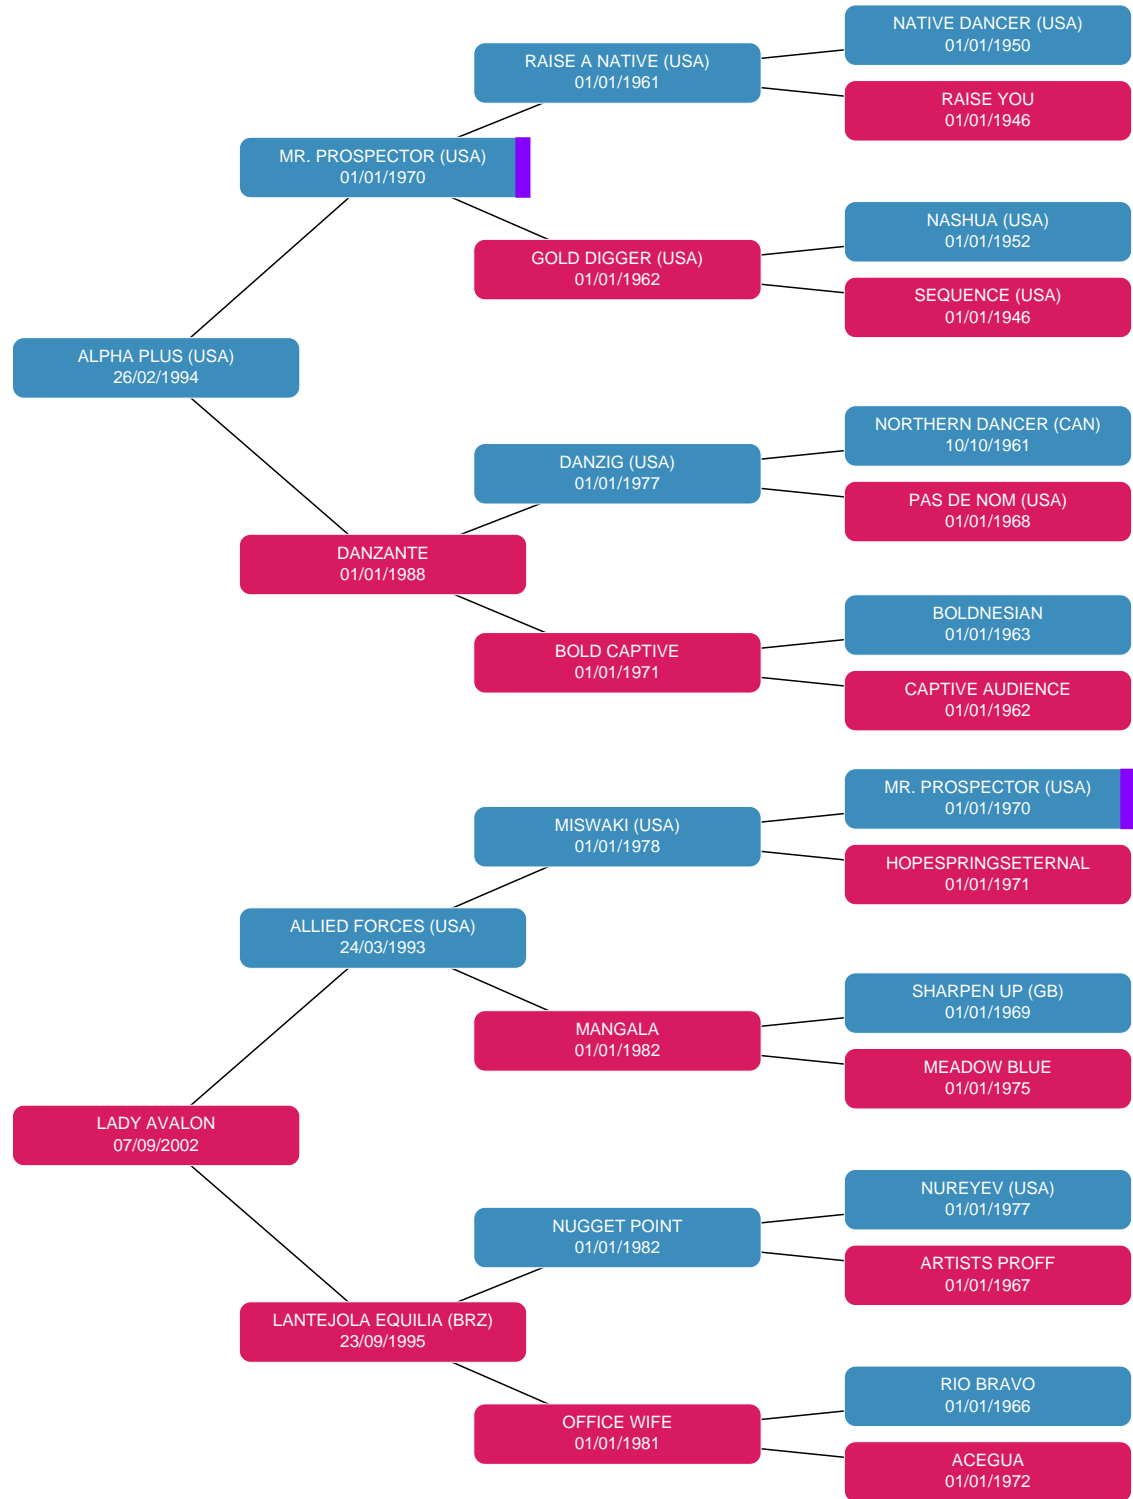 NATIVE DANCER (USA)
01/01/1950
RAISE A NATIVE (USA)
01/01/1961
RAISE YOU
01/01/1946
MR. PROSPECTOR (USA)
01/01/1970
NASHUA (USA)
01/01/1952
GOLD DIGGER (USA)
01/01/1962
SEQUENCE (USA)
01/01/1946
ALPHA PLUS (USA)
26/02/1994
NORTHERN DANCER (CAN)
10/10/1961
DANZIG (USA)
01/01/1977
PAS DE NOM (USA)
01/01/1968
DANZANTE
01/01/1988
BOLDNESIAN
01/01/1963
BOLD CAPTIVE
01/01/1971
CAPTIVE AUDIENCE
01/01/1962
MR. PROSPECTOR (USA)
01/01/1970
MISWAKI (USA)
01/01/1978
HOPESPRINGSETERNAL
01/01/1971
ALLIED FORCES (USA)
24/03/1993
SHARPEN UP (GB)
01/01/1969
MANGALA
01/01/1982
MEADOW BLUE
01/01/1975
LADY AVALON
07/09/2002
NUREYEV (USA)
01/01/1977
NUGGET POINT
01/01/1982
ARTISTS PROFF
01/01/1967
LANTEJOLA EQUILIA (BRZ)
23/09/1995
RIO BRAVO
01/01/1966
OFFICE WIFE
01/01/1981
ACEGUA
01/01/1972